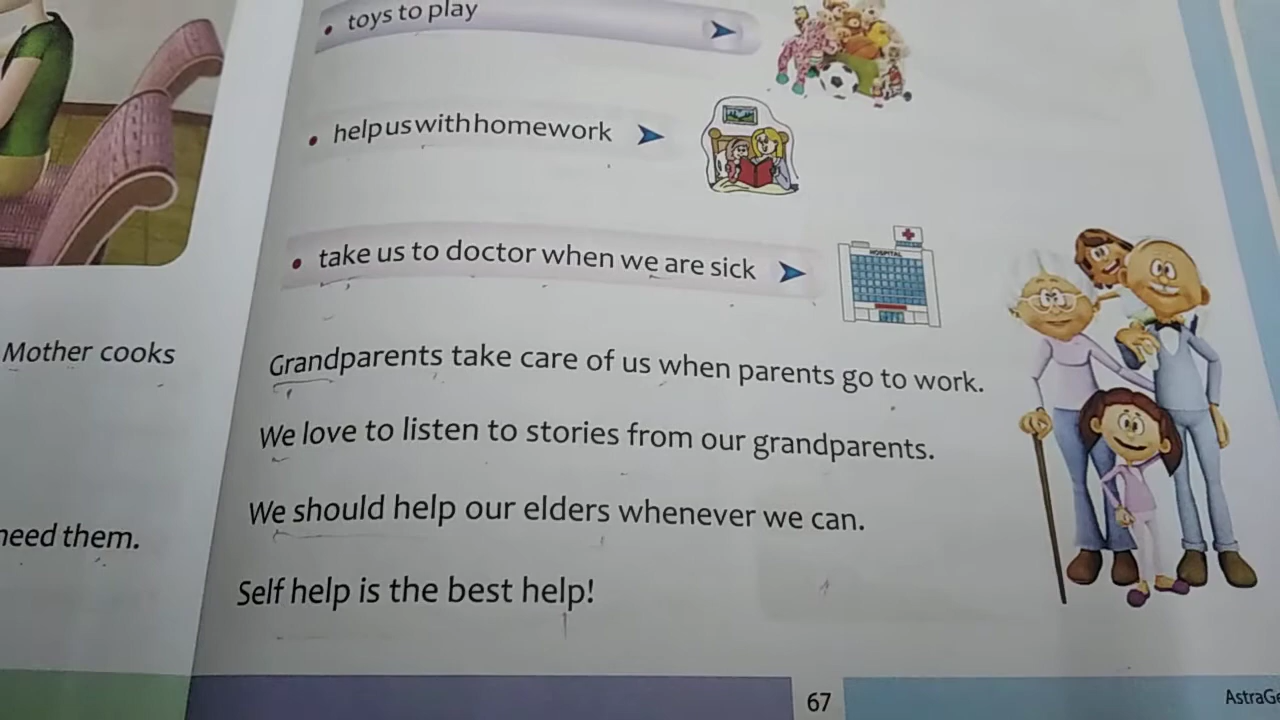 • toys to play
• help us with homework
HOSPITAL
• take us to doctor when we are sick
Mother cooks
Grandparents take care of us when parents go to work.
We love to listen to stories from our grandparents.
We should help our elders whenever we can.
need them.
Self help is the best help!
67